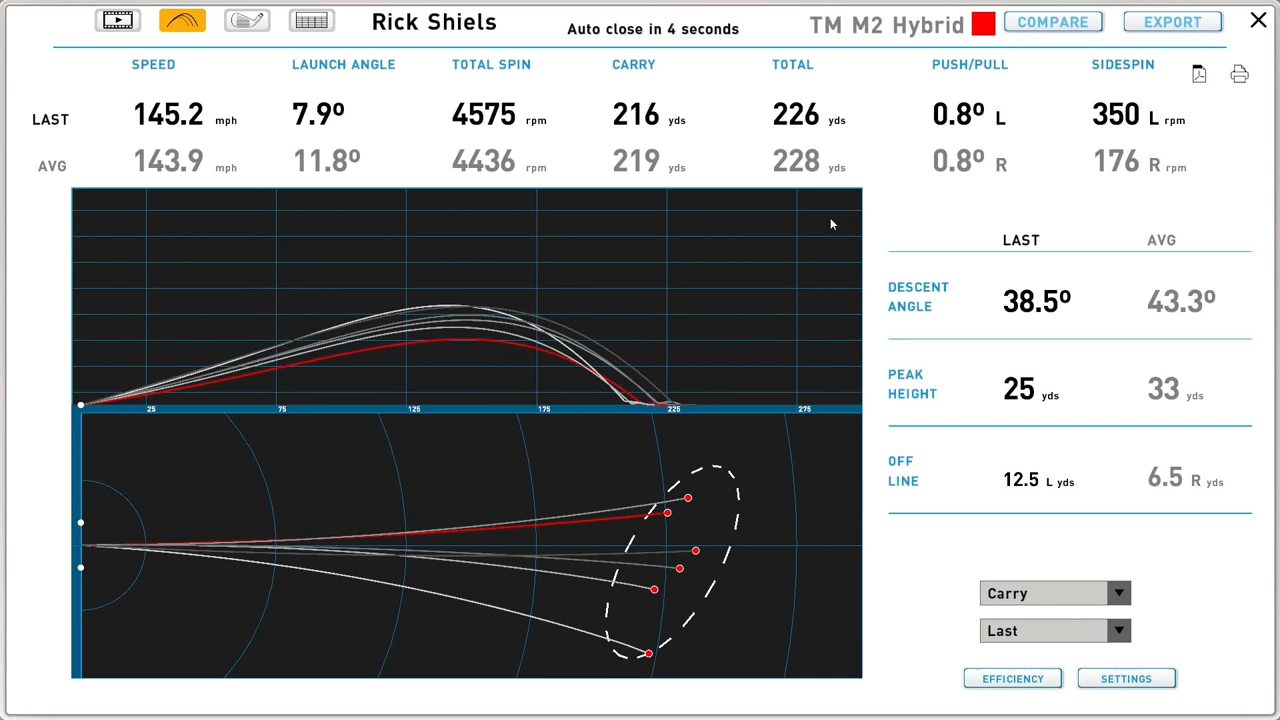 Rick Shiels
Auto close in 4 seconds
TM M2 Hybrid
COMPARE
EXPORT
SPEED LAUNCH ANGLE TOTAL SPIN CARRY TOTAL PUSH/PULL SIDESPIN
LAST 145.2 mph 7.9º 4575 rpm 216 yds 226 yds 0.8º L 350 L rpm
AVG 143.9 mph 11.8º 4436 rpm 219 yds 228 yds 0.8º R 176 R rpm
25 75 125 175 225 275
LAST AVG
DESCENT
ANGLE
38.5º 43.3º
PEAK
HEIGHT
25 yds 33 yds
OFF
LINE
12.5 L yds 6.5 R yds
Carry
Last
EFFICIENCY SETTINGS